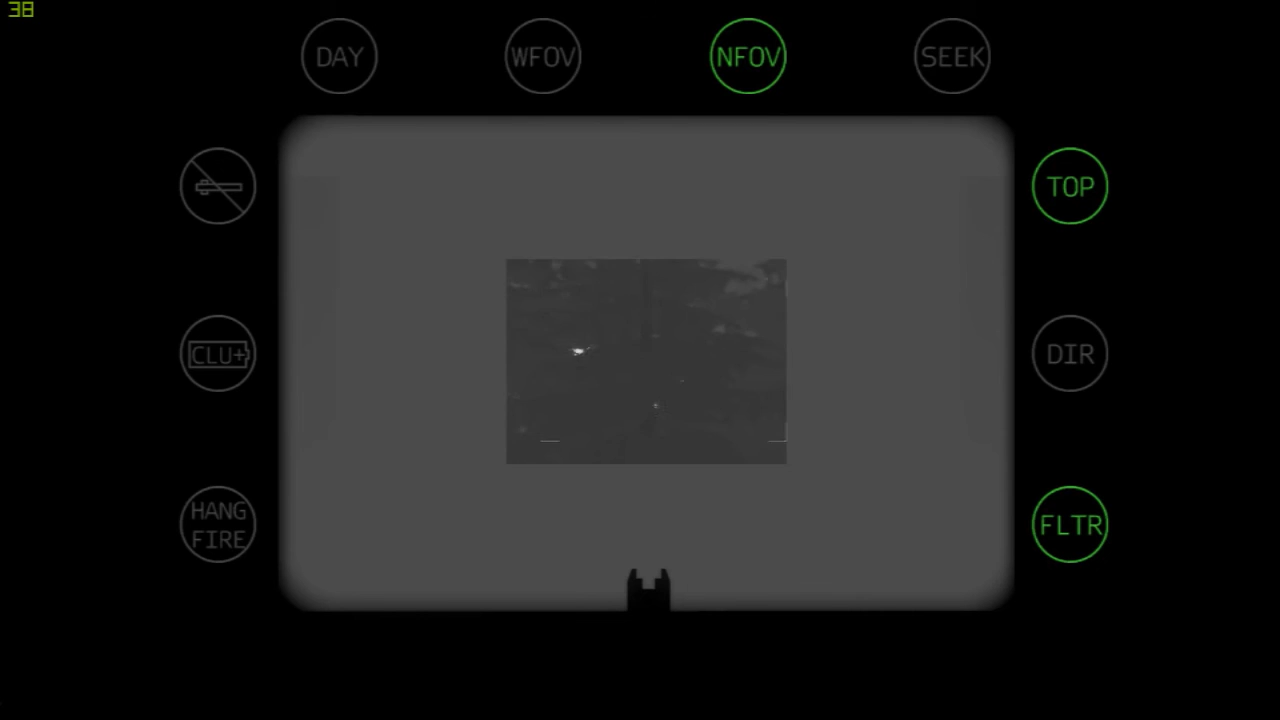 38
DAY
WFOV
NFOV
SEEK
TOP
CLU+
DIR
HANG
FIRE
FLTR